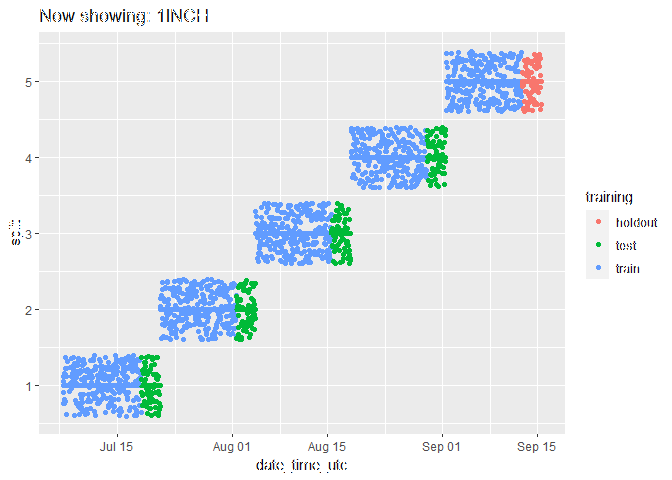 Now showing: 1INCH
split
5
4
3
2
1
Jul 15
Aug 01
Aug 15
Sep 01
Sep 15
date_time_utc
training
holdout
test
train